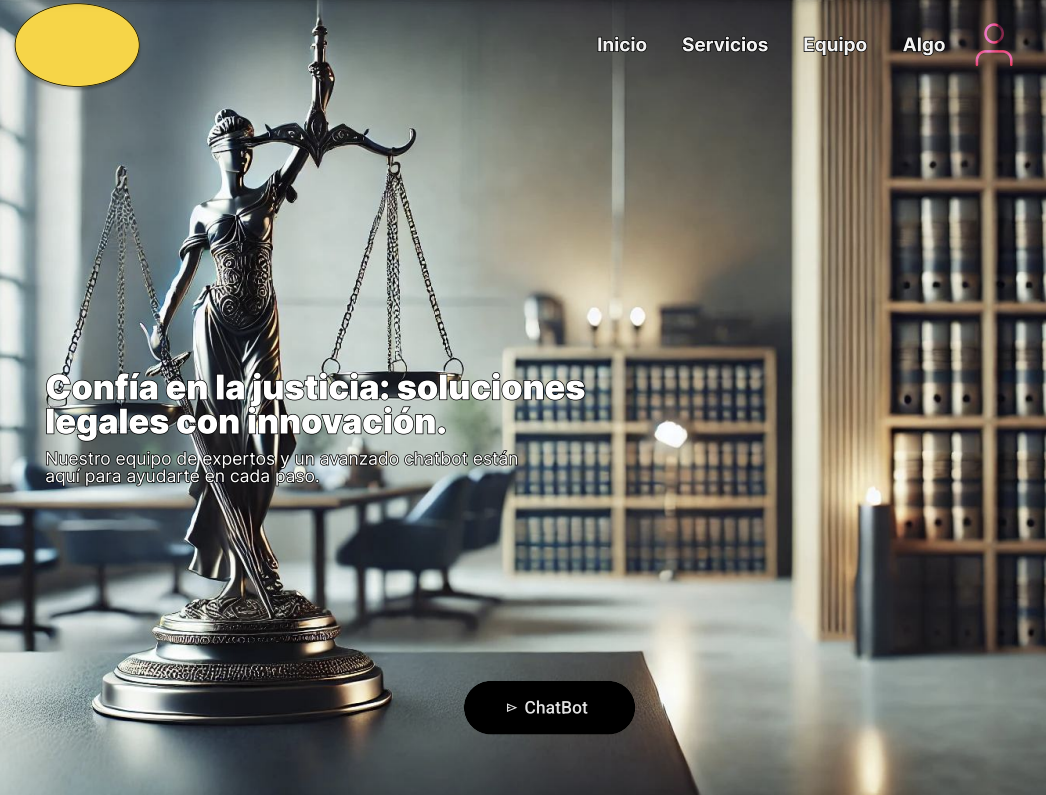 Inicio Servicios Equipo Algo
Confía en la justicia: soluciones
legales con innovación.
Nuestro equipo de expertos y un avanzado chatbot están
aquí para ayudarte en cada paso.
ChatBot